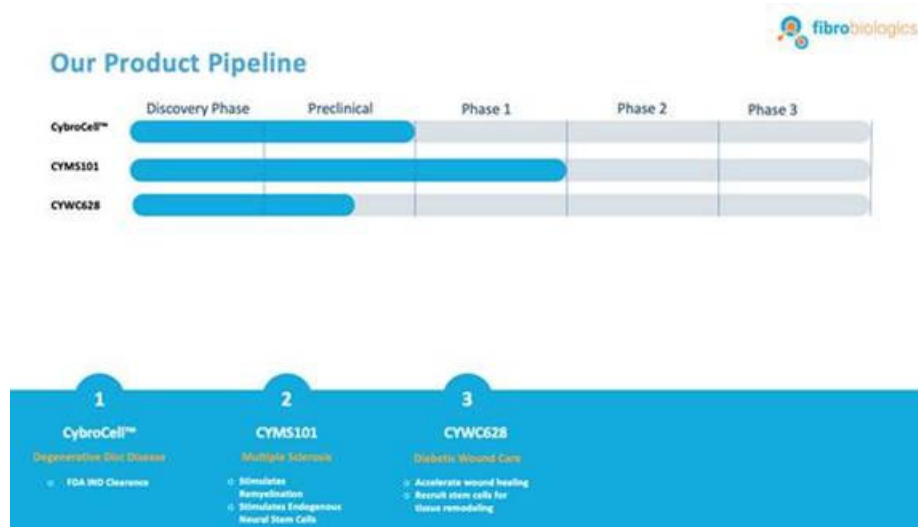 fibrobiologics
Our Product Pipeline
Discovery Phase Preclinical Phase 1 Phase 2 Phase 3
CybroCell™
CYMS101
CYWC628
1
CybroCell™
Degenerative Disc Disease
FDA IND Clearance
2
CYMS101
Multiple Sclerosis
Stimulates
Remyelination
Stimulates Endogenous
Neural Stem Cells
3
CYWC628
Diabetic Wound Care
Accelerate wound healing
Recruit stem cells for
tissue remodeling